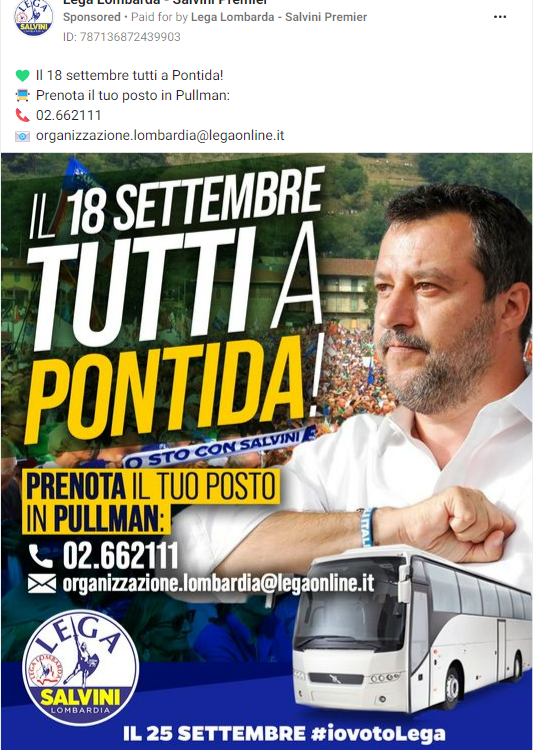 Lega Lombarda - Salvini Premier
Sponsored • Paid for by Lega Lombarda - Salvini Premier
ID: 787136872439903
Il 18 settembre tutti a Pontida!
Prenota il tuo posto in Pullman:
02.662111
organizzazione.lombardia@legaonline.it
IL 18 SETTEMBRE
TUTTI A
PONTIDA!
O STO CON SALVINI
PRENOTA IL TUO POSTO
IN PULLMAN:
02.662111
organizzazione.lombardia@legaonline.it
LEGA
LEGA LOMBARDA
SALVINI
LOMBARDIA
IL 25 SETTEMBRE #iovotoLega